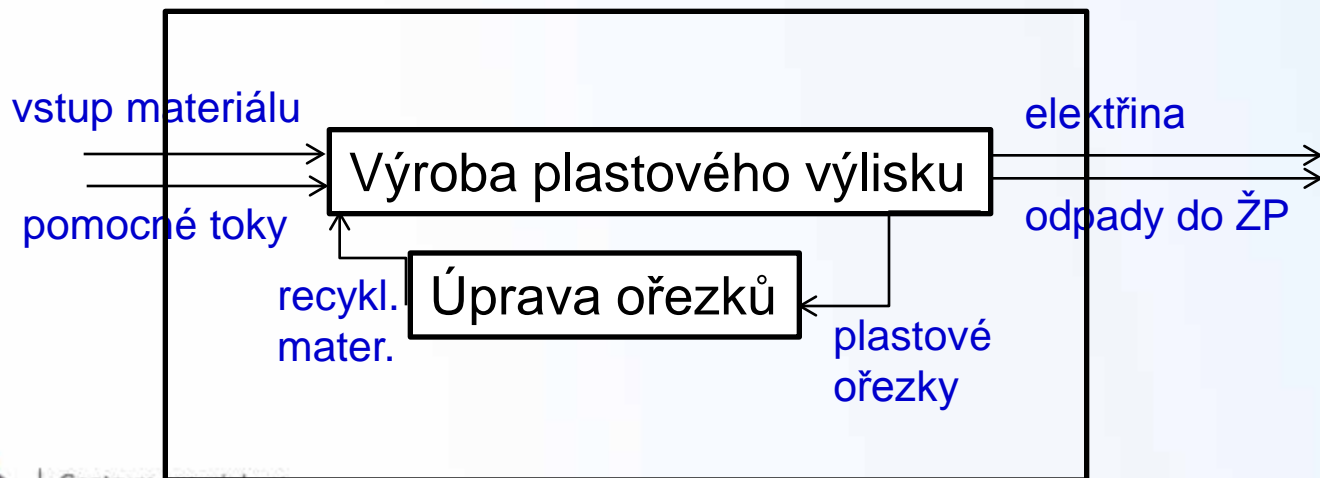 vstup materiálu
elektřina
Výroba plastového výlisku
pomocné toky
odpady do ŽP
recykl.
mater.
Úprava ořezků
plastové
ořezky